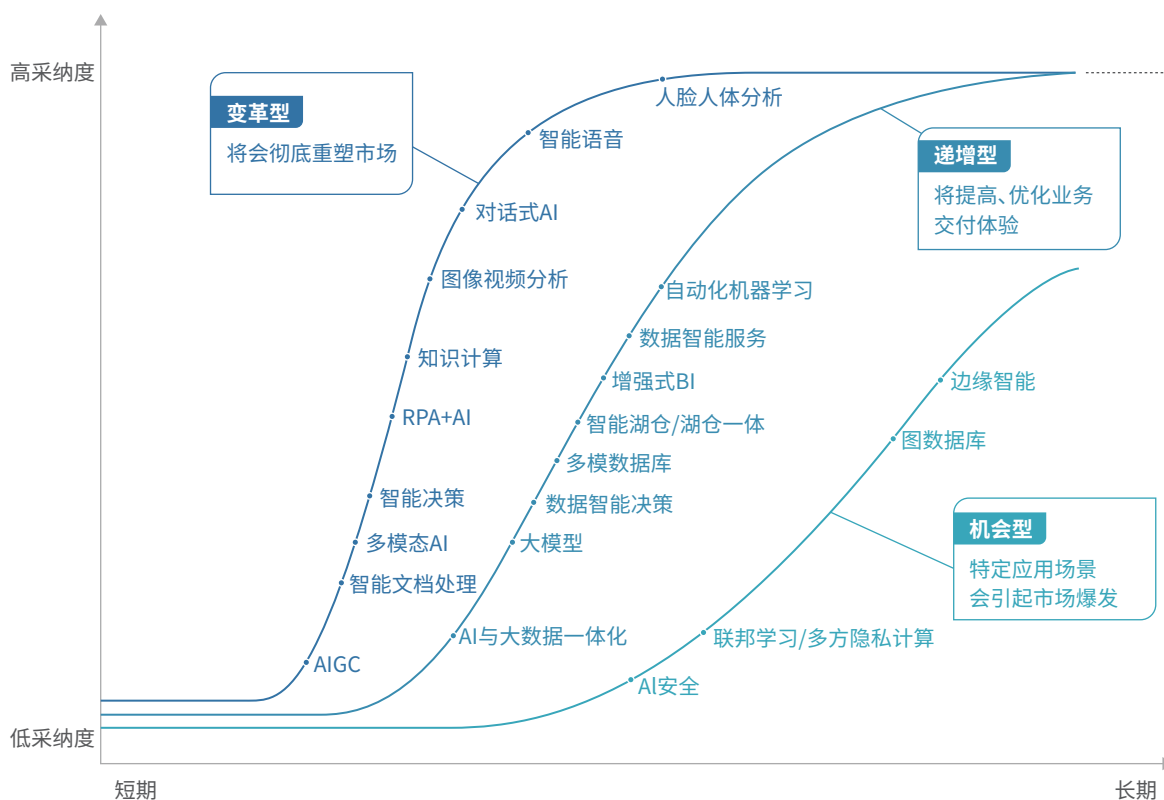 高采纳度
变革型
将会彻底重塑市场
人脸人体分析
智能语音
递增型
将提高、优化业务
交付体验
对话式AI
图像视频分析
自动化机器学习
数据智能服务
知识计算
增强式BI
边缘智能
RPA+AI
智能湖仓/湖仓一体
图数据库
多模数据库
智能决策
数据智能决策
机会型
特定应用场景
会引起市场爆发
多模态AI
大模型
智能文档处理
AI与大数据一体化
联邦学习/多方隐私计算
AIGC
AI安全
低采纳度
短期
长期